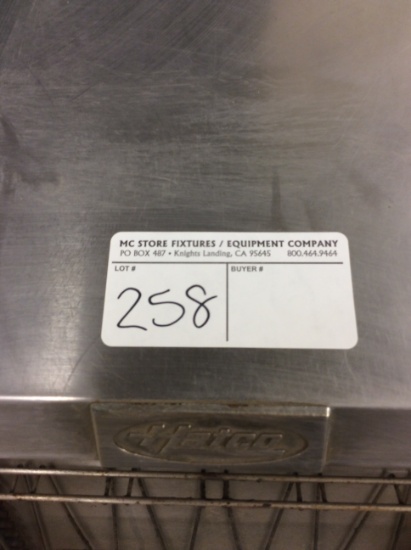 MC STORE FIXTURES / EQUIPMENT COMPANY
PO BOX 487 • Knights Landing, CA 95645 800.464.9464
LOT # BUYER #
258
Hatco